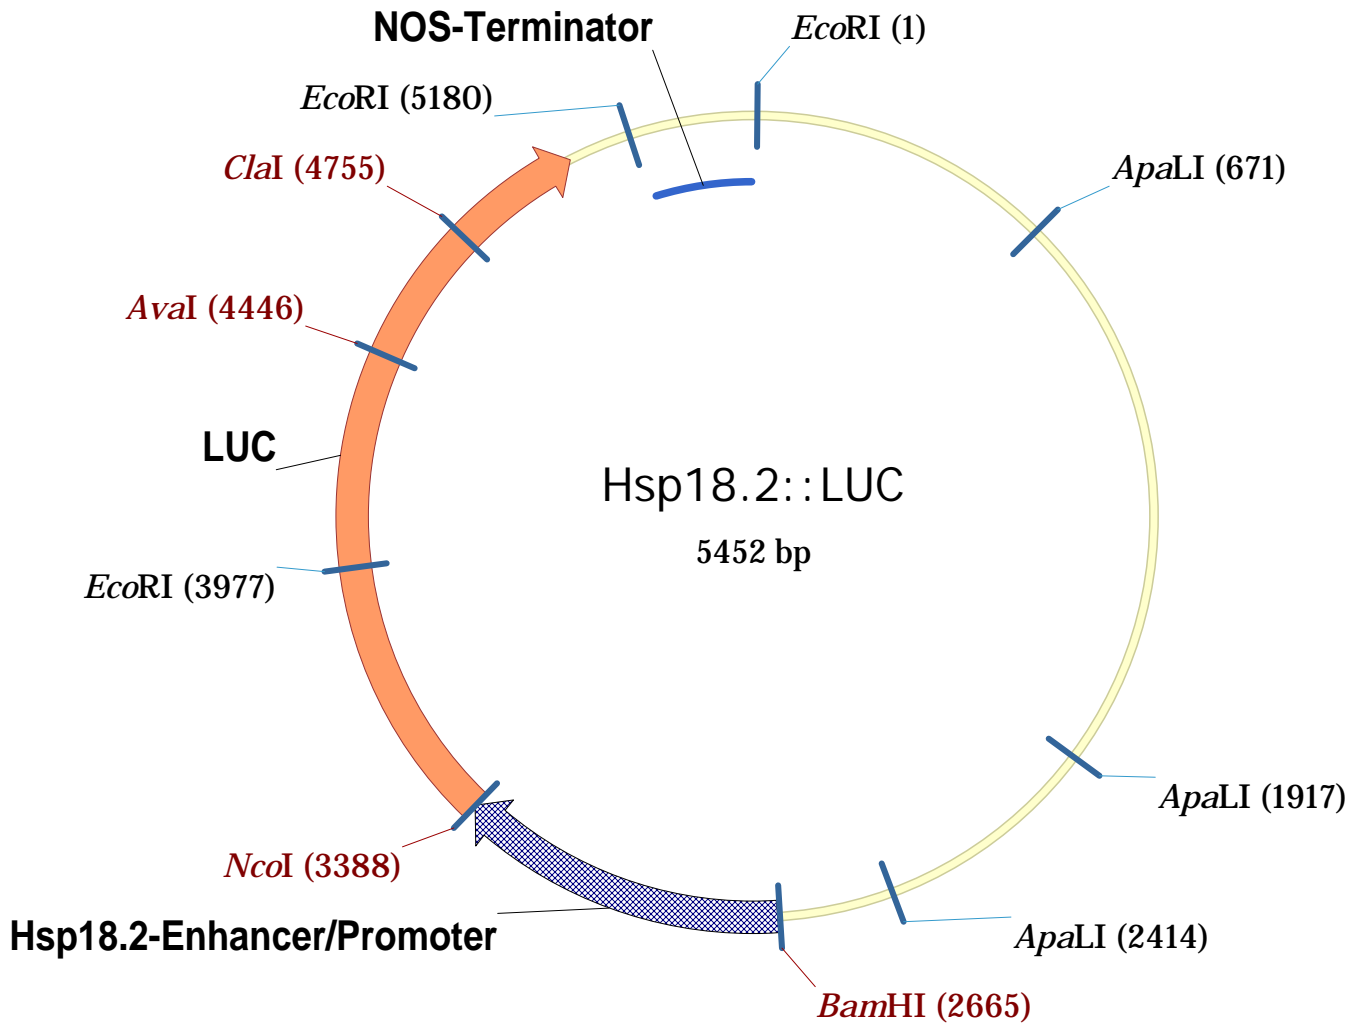 NOS-Terminator
EcoRI (1)
EcoRI (5180)
ClaI (4755)
ApaLI (671)
AvaI (4446)
LUC
Hsp18.2::LUC
5452 bp
EcoRI (3977)
ApaLI (1917)
NcoI (3388)
Hsp18.2-Enhancer/Promoter
ApaLI (2414)
BamHI (2665)